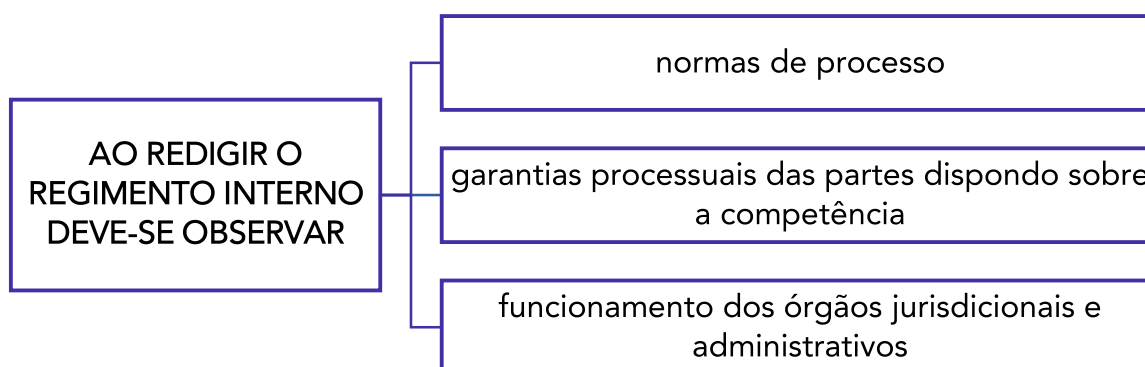 AO REDIGIR O
REGIMENTO INTERNO
DEVE-SE OBSERVAR
normas de processo
garantias processuais das partes dispondo sobre
a competência
funcionamento dos órgãos jurisdicionais e
administrativos